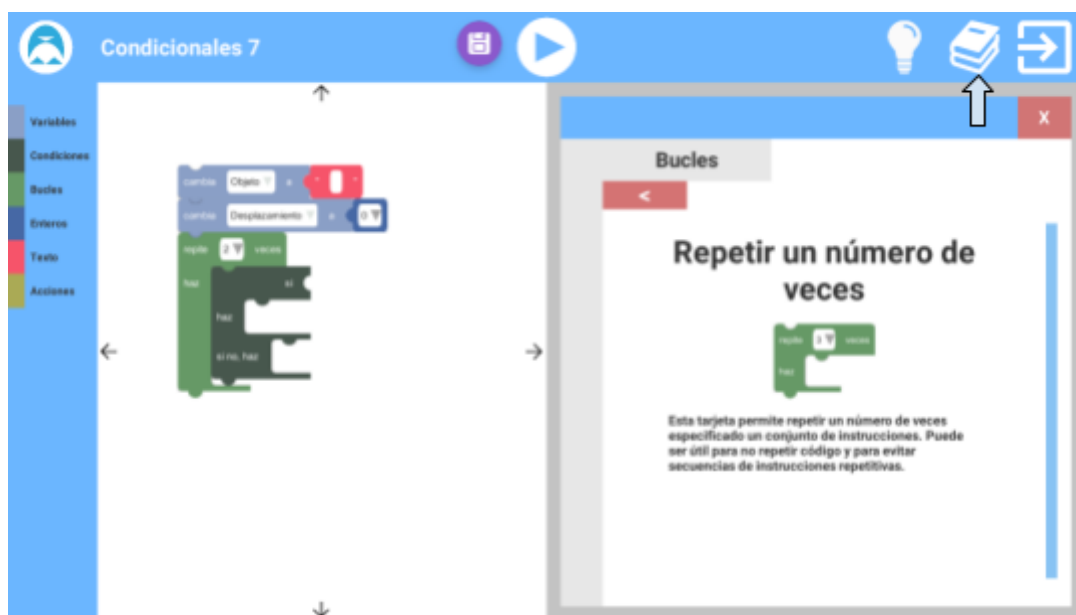 Condicionales 7
Variables
Condiciones
Bucles
Enteros
Texto
Acciones
cambia Objeto a " "
cambia Desplazamiento a 0
repite 2 veces
haz
si
haz
si no, haz
X
Bucles
<
Repetir un número de
veces
repite 3 veces
haz
Esta tarjeta permite repetir un número de veces
especificado un conjunto de instrucciones. Puede
ser útil para no repetir código y para evitar
secuencias de instrucciones repetitivas.